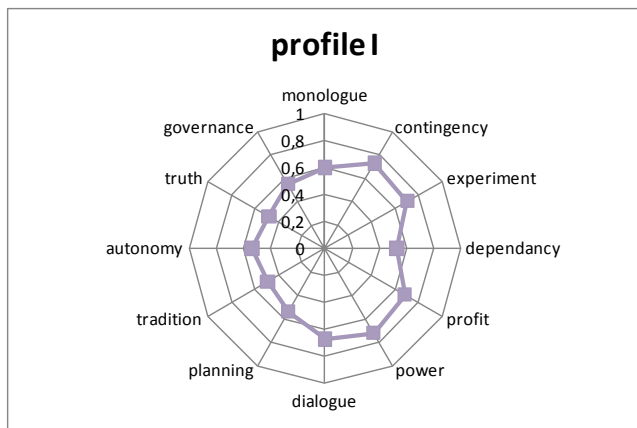 profile I
monologue
contingency
experiment
dependancy
profit
power
dialogue
planning
tradition
autonomy
truth
governance
1
0,8
0,6
0,4
0,2
0